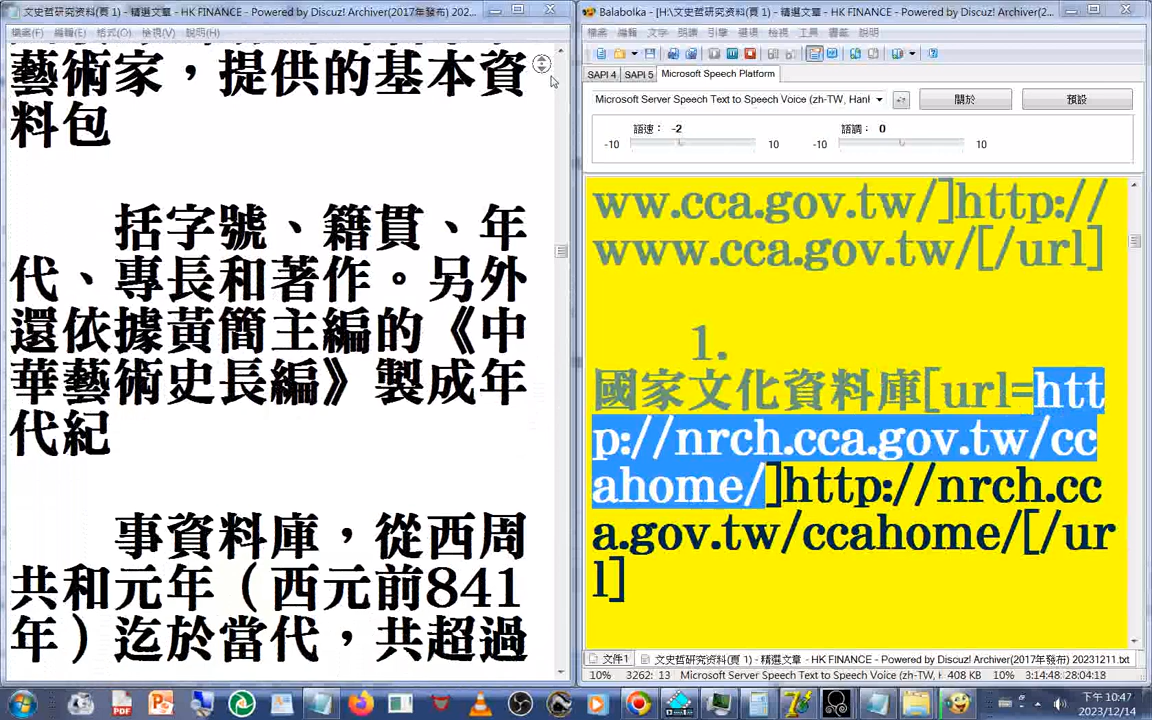 文史哲研究资料(頁 1) - 精選文章 - HK FINANCE - Powered by Discuz! Archiver(2017年發布) 202...
檔案(F) 編輯(E) 格式(O) 檢視(V) 說明(H)
藝術家，提供的基本資
料包
括字號、籍貫、年
代、專長和著作。另外
還依據黃簡主編的《中
華藝術史長編》製成年
代紀
事資料庫，從西周
共和元年（西元前841
年）迄於當代，共超過
Balabolka - [H:\文史哲研究资料(頁 1) - 精選文章 - HK FINANCE - Powered by Discuz! Archiver(2...
檔案 編輯 文字 朗讀 引擎 選項 檢視 工具 書籤 說明
SAPI 4 SAPI 5 Microsoft Speech Platform
Microsoft Server Speech Text to Speech Voice (zh-TW, Hanl
關於
預設
語速： -2
語調： 0
-10 10 -10 10
ww.cca.gov.tw/]http://
www.cca.gov.tw/[/url]
1.
國家文化資料庫[url=htt
p://nrch.cca.gov.tw/cc
ahome/]http://nrch.cc
a.gov.tw/ccahome/[/ur
l]
文件1 文史哲研究资料(頁 1) - 精選文章 - HK FINANCE - Powered by Discuz! Archiver(2017年發布) 20231211.txt
10% 3262: 13 Microsoft Server Speech Text to Speech Voice (zh-TW, 408 KB 10% 3:14:48/28:04:18
下午 10:47
2023/12/14